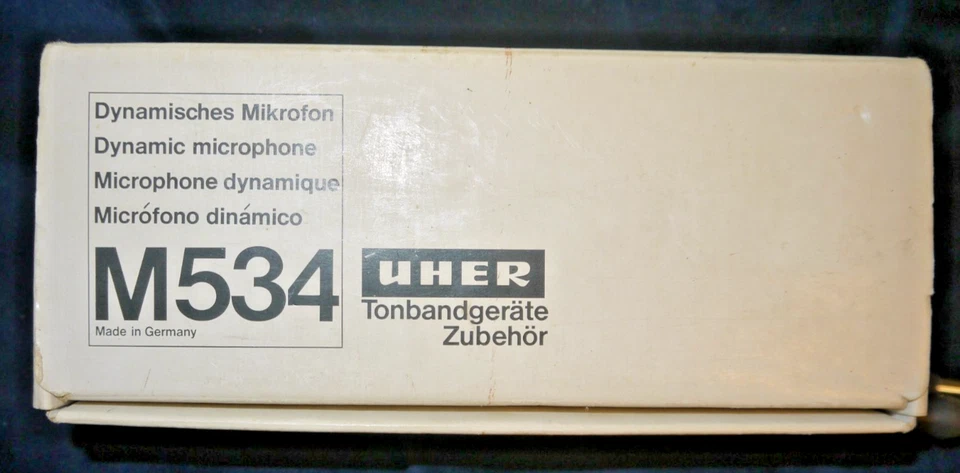 Dynamisches Mikrofon
Dynamic microphone
Microphone dynamique
Micrófono dinámico
M534
Made in Germany
UHER
Tonbandgeräte
Zubehör